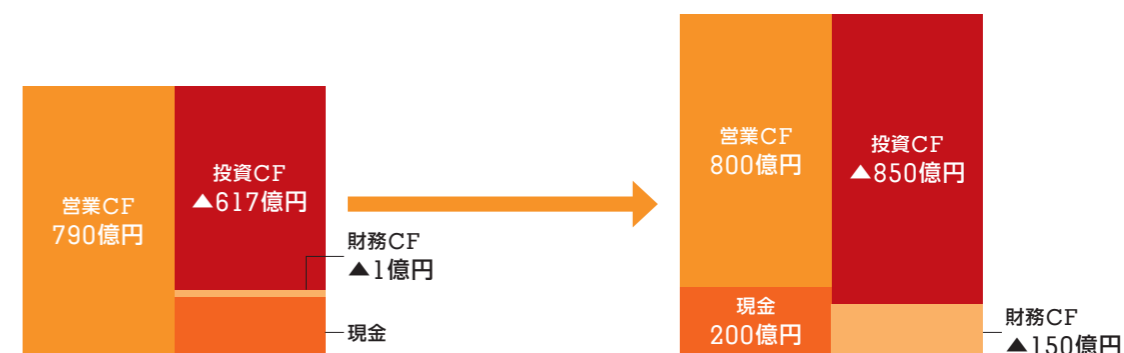 営業CF
790億円
投資CF
▲617億円
財務CF
▲1億円
現金
営業CF
800億円
投資CF
▲850億円
現金
200億円
財務CF
▲150億円